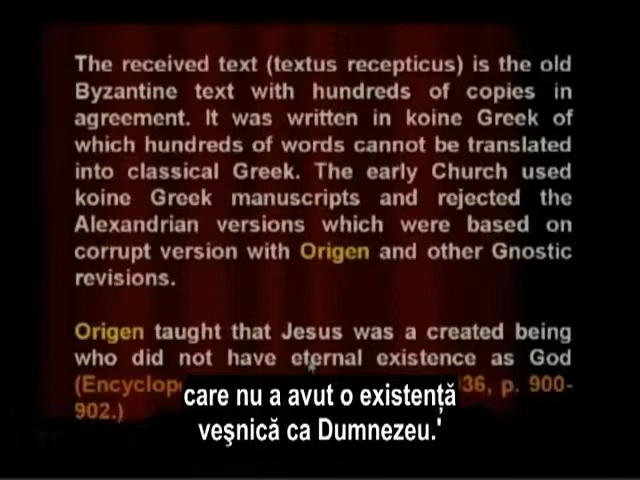 The received text (textus recepticus) is the old
Byzantine text with hundreds of copies in
agreement. It was written in koine Greek of
which hundreds of words cannot be translated
into classical Greek. The early Church used
koine Greek manuscripts and rejected the
Alexandrian versions which were based on
corrupt version with Origen and other Gnostic
revisions.
Origen taught that Jesus was a created being
who did not have eternal existence as God
(Encyclop 36, p. 900-
902.)
care nu a avut o existenţă
veşnică ca Dumnezeu.'